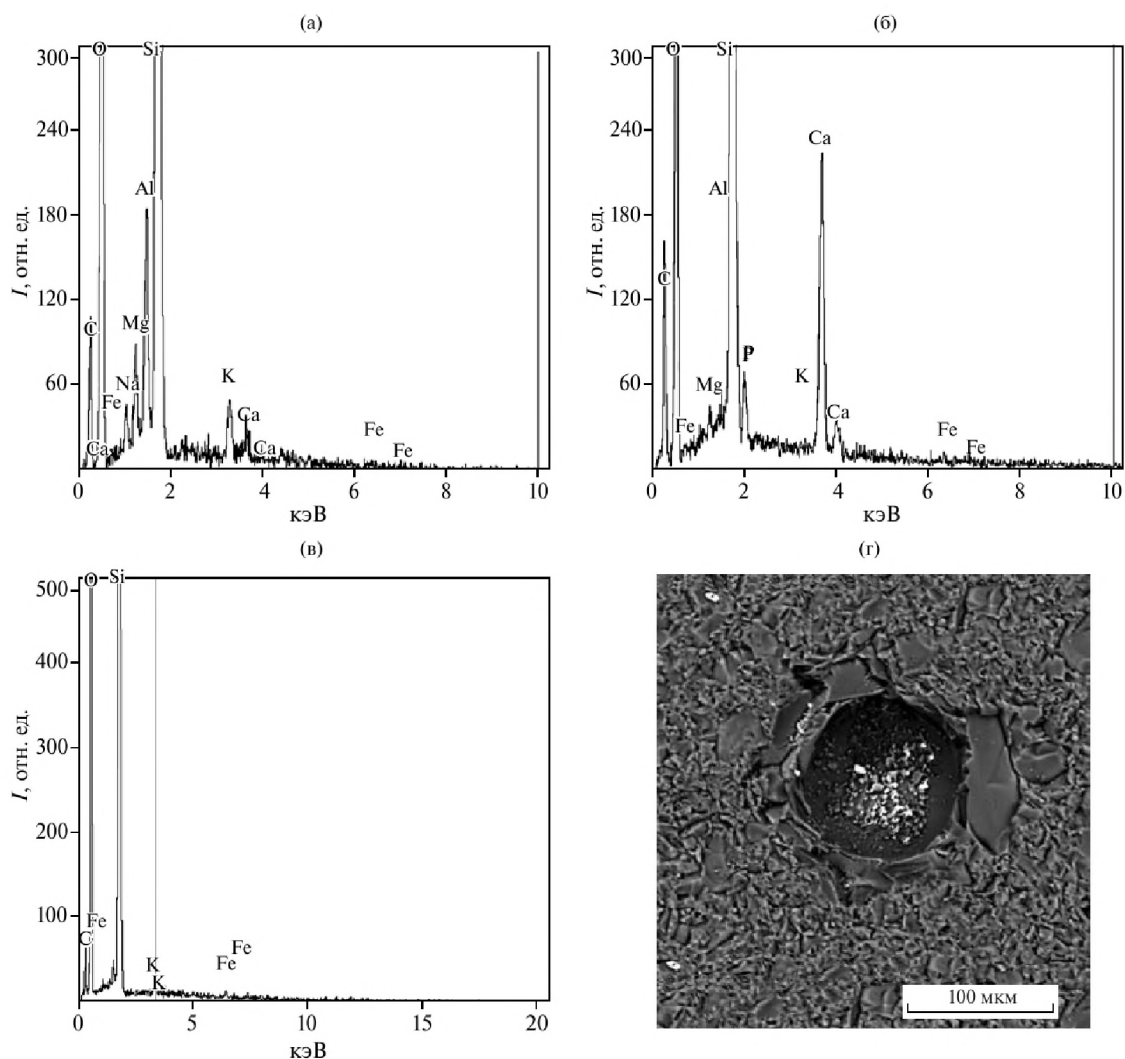 (а)
I, отн. ед.
300
240
180
120
60
O
Si
Al
C
Mg
Na
Fe
Ca
K
Ca
Ca
Fe
Fe
0
2
4
6
8
10
кэВ
(б)
I, отн. ед.
300
240
180
120
60
O
Si
Al
Ca
C
P
K
Mg
Fe
Ca
Fe
Fe
0
2
4
6
8
10
кэВ
(в)
I, отн. ед.
500
400
300
200
100
O
Si
Fe
C
K
K
Fe
Fe
0
5
10
15
20
кэВ
(г)
100 мкм